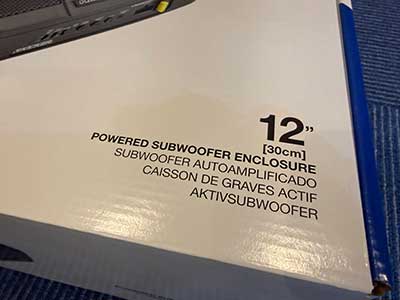 12"
[30cm]
POWERED SUBWOOFER ENCLOSURE
SUBWOOFER AUTOAMPLIFICADO
CAISSON DE GRAVES ACTIF
AKTIVSUBWOOFER